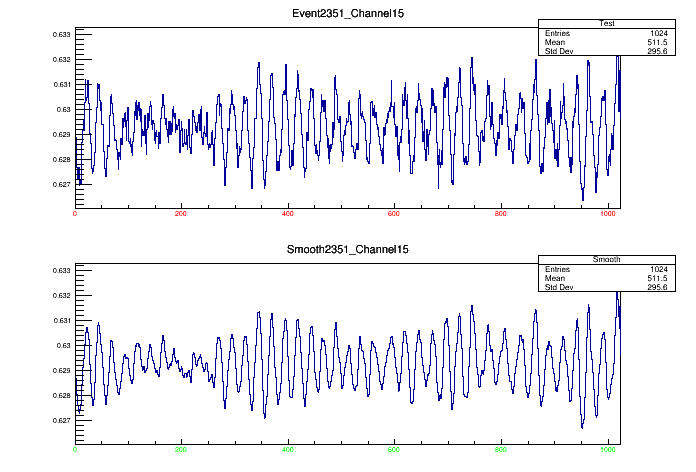 Event2351_Channel15
Test
Entries 1024
Mean 511.5
Std Dev 295.6
0.633
0.632
0.631
0.63
0.629
0.628
0.627
0 200 400 600 800 1000
Smooth2351_Channel15
Smooth
Entries 1024
Mean 511.5
Std Dev 295.6
0.633
0.632
0.631
0.63
0.629
0.628
0.627
0 200 400 600 800 1000